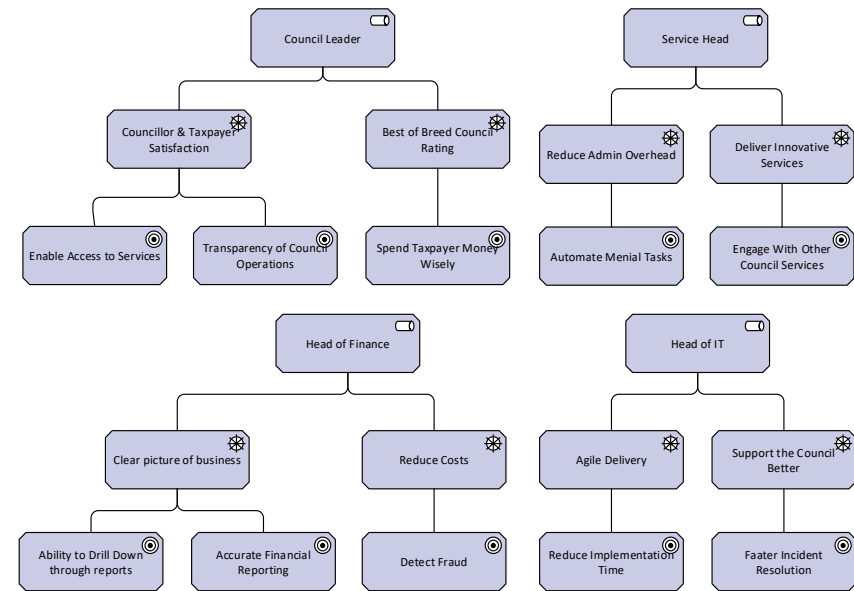 Council Leader
Service Head
Councillor & Taxpayer
Satisfaction
Best of Breed Council
Rating
Reduce Admin Overhead
Deliver Innovative
Services
Enable Access to Services
Transparency of Council
Operations
Spend Taxpayer Money
Wisely
Automate Menial Tasks
Engage With Other
Council Services
Head of Finance
Head of IT
Clear picture of business
Reduce Costs
Agile Delivery
Support the Council
Better
Ability to Drill Down
through reports
Accurate Financial
Reporting
Detect Fraud
Reduce Implementation
Time
Faater Incident
Resolution